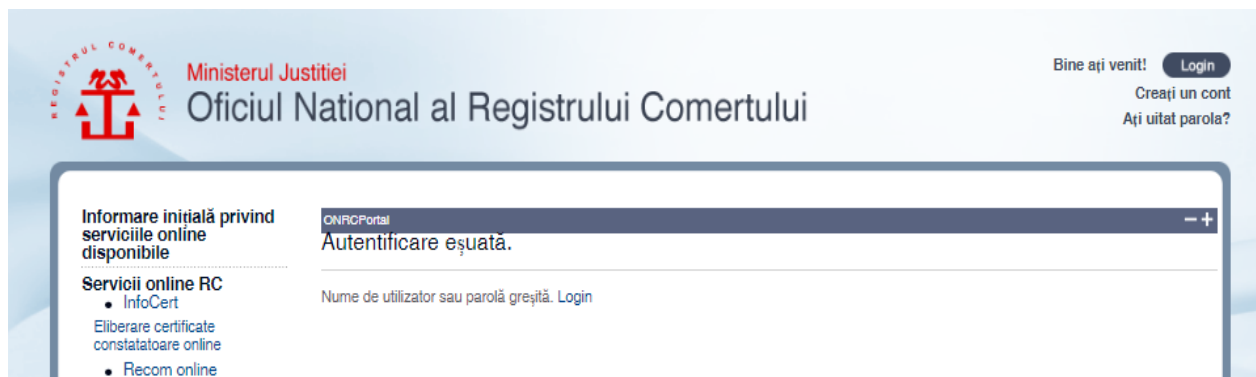 REGISTRUL COMERTULUI
Ministerul Justitiei
Oficiul National al Registrului Comertului
Bine ați venit! Login
Creați un cont
Ați uitat parola?
Informare inițială privind
serviciile online
disponibile
Servicii online RC
• InfoCert
Eliberare certificate
constatatoare online
• Recom online
ONRCPortal
Autentificare eșuată.
Nume de utilizator sau parolă greșită. Login